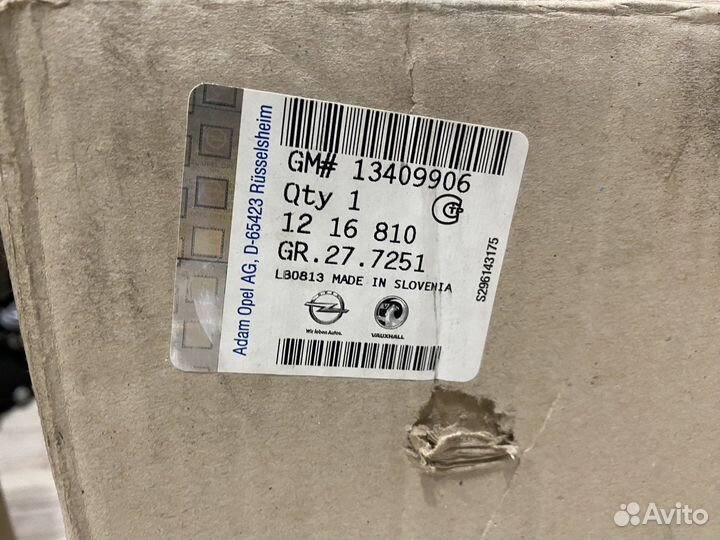 Adam Opel AG, D-65423 Rüsselsheim
GM# 13409906
Qty 1
12 16 810
GR.27.7251
LB0813 MADE IN SLOVENIA
S296143175
Wir leben Autos.
VAUXHALL
Avito